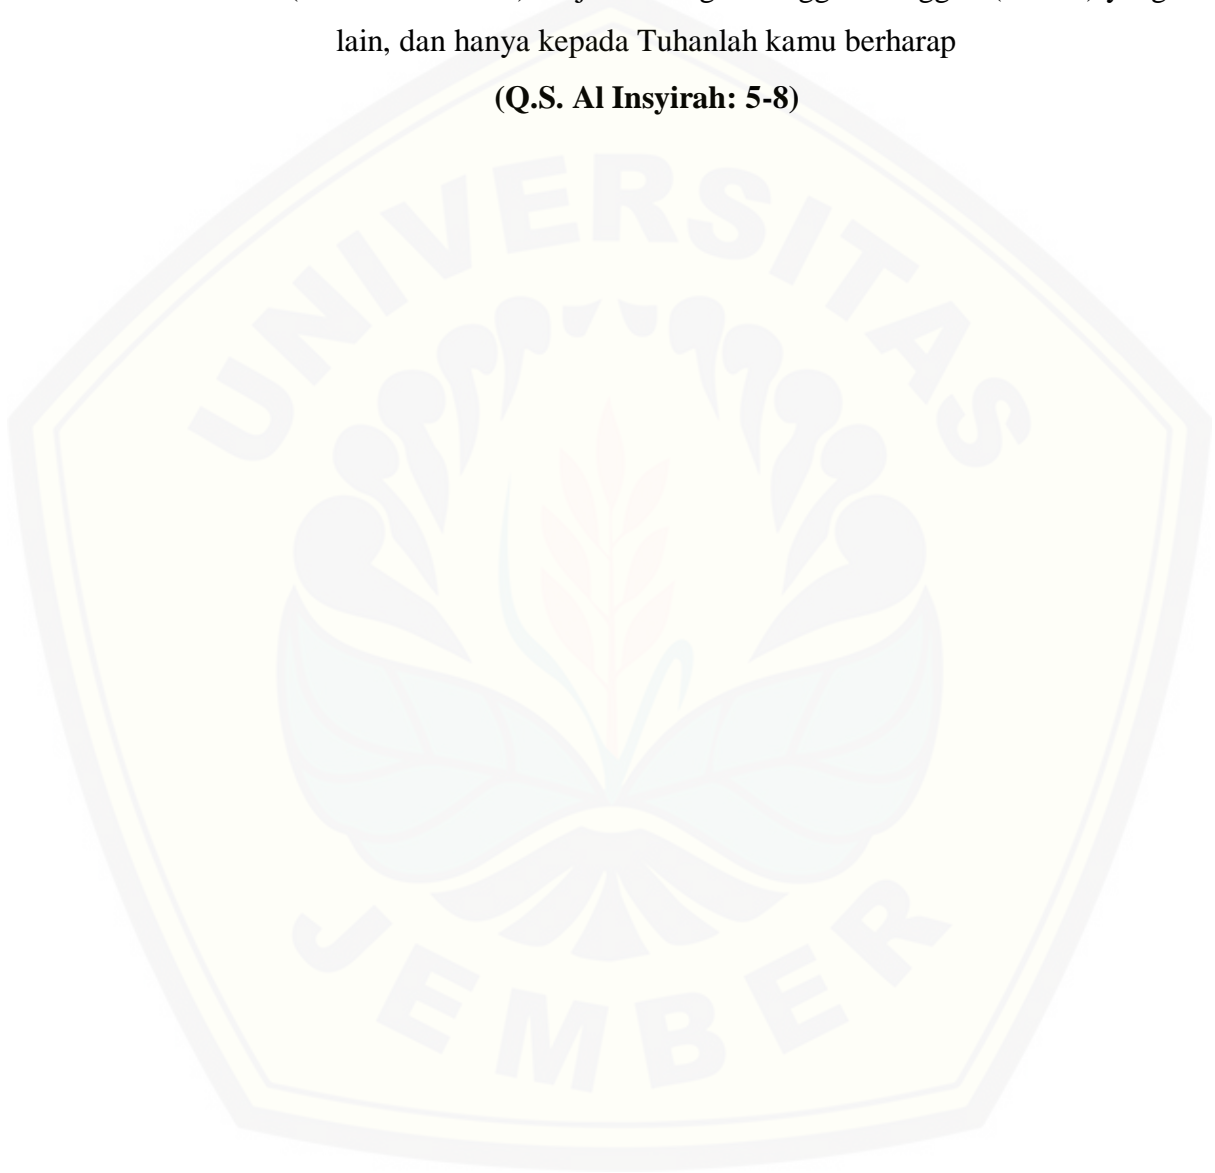 lain, dan hanya kepada Tuhanlah kamu berharap
(Q.S. Al Insyirah: 5-8)
UNIVERSITAS
JEMBER